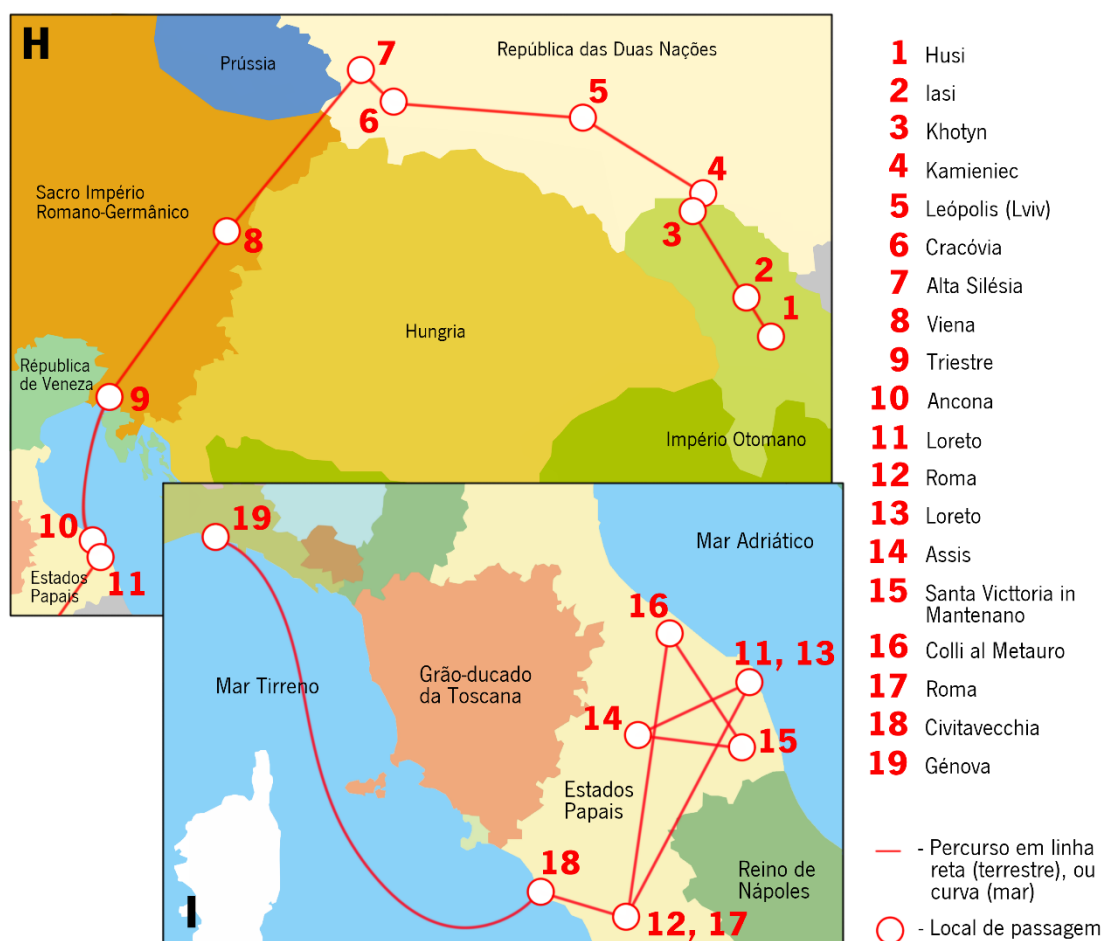 H
Prússia
7
República das Duas Nações
6
5
4
3
2
1
Sacro Império
Romano-Germânico
8
Hungria
Républica
de Veneza
9
Império Otomano
10
Estados
Papais
11
19
Mar Adriático
16
11, 13
Mar Tirreno
Grão-ducado
da Toscana
14
15
Estados
Papais
18
Reino de
Nápoles
I
12, 17
1 Husi
2 Iasi
3 Khotyn
4 Kamieniec
5 Leópolis (Lviv)
6 Cracóvia
7 Alta Silésia
8 Viena
9 Triestre
10 Ancona
11 Loreto
12 Roma
13 Loreto
14 Assis
15 Santa Victtoria in
Mantenano
16 Colli al Metauro
17 Roma
18 Civitavecchia
19 Génova
- Percurso em linha
reta (terrestre), ou
curva (mar)
- Local de passagem